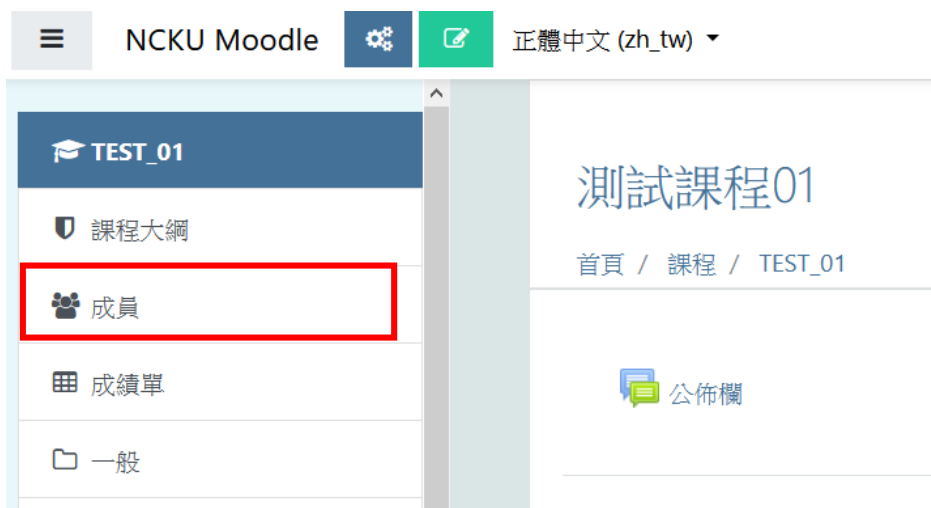 NCKU Moodle 正體中文 (zh_tw)
TEST_01
課程大綱
成員
成績單
一般
測試課程01
首頁 / 課程 / TEST_01
公佈欄